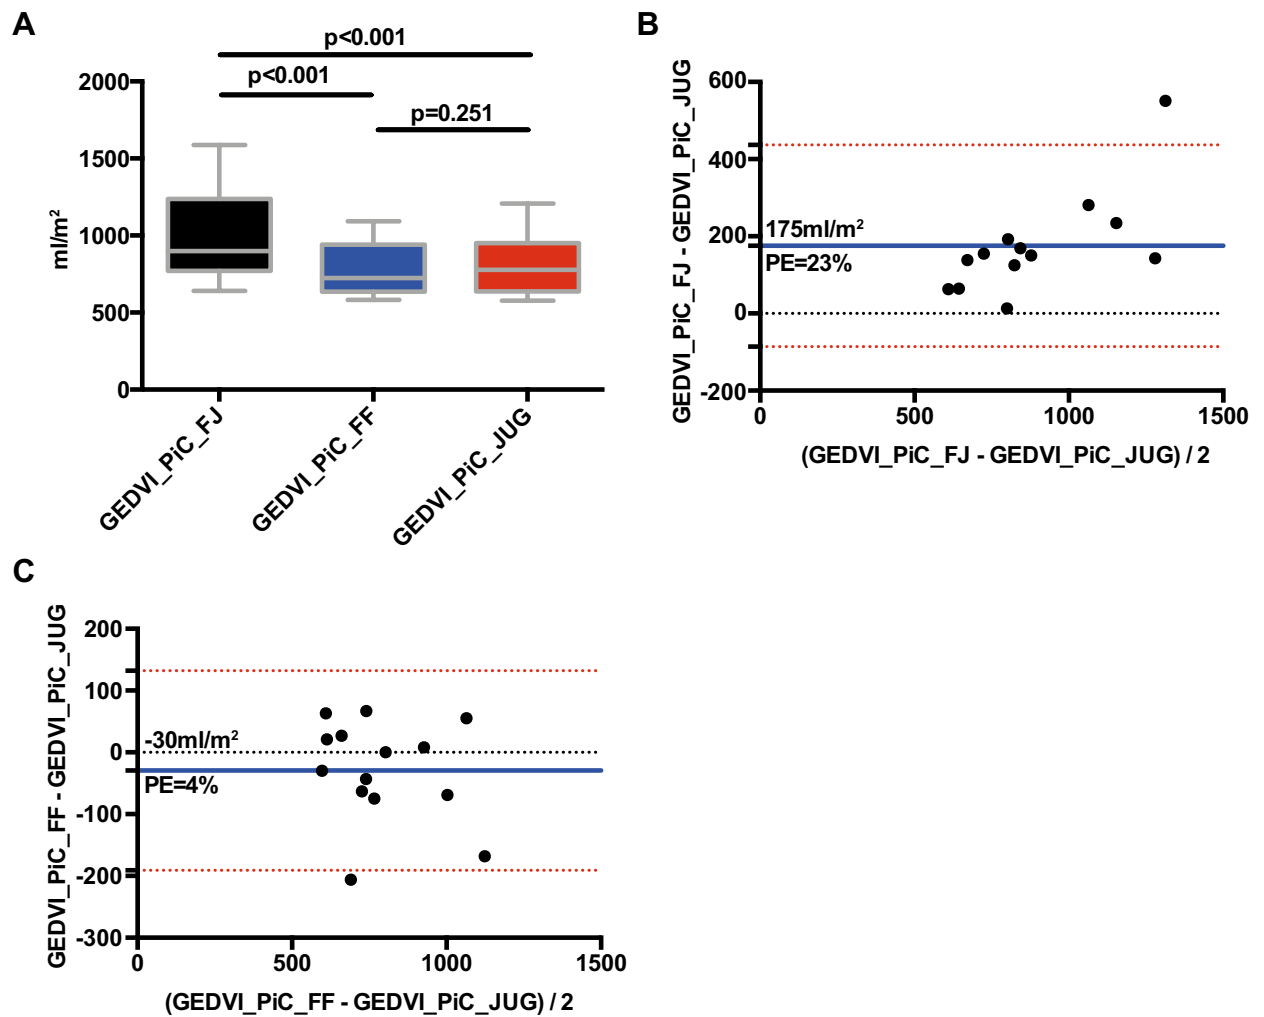 A
p<0.001
p<0.001
p=0.251
2000
1500
1000
500
0
ml/m²
GEDVI_PiC_FJ
GEDVI_PiC_FF
GEDVI_PiC_JUG
B
GEDVI_PiC_FJ - GEDVI_PiC_JUG
600
400
200
0
-200
175ml/m²
PE=23%
0
500
1000
1500
(GEDVI_PiC_FJ - GEDVI_PiC_JUG) / 2
C
GEDVI_PiC_FF - GEDVI_PiC_JUG
200
100
0
-100
-200
-300
-30ml/m²
PE=4%
0
500
1000
1500
(GEDVI_PiC_FF - GEDVI_PiC_JUG) / 2